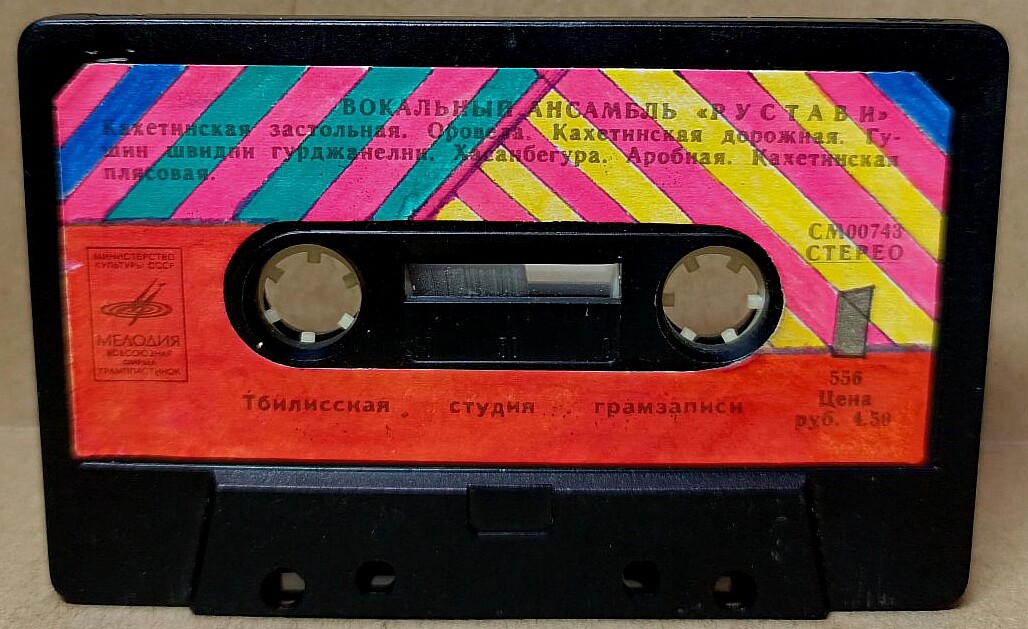 ВОКАЛЬНЫЙ АНСАМБЛЬ «РУСТАВИ»
Кахетинская застольная. Оровела. Кахетинская дорожная. Гу-
шин швидни гурджанелни. Хасанбегура. Аробная. Кахетинская
плясовая.
СМ00743
СТЕРЕО
МИНИСТЕРСТВО
КУЛЬТУРЫ СССР
МЕЛОДИЯ
ВСЕСОЮЗНАЯ
ФИРМА
ГРАМПЛАСТИНОК
1
556
Цена
руб. 4.50
Тбилисская студия грамзаписи